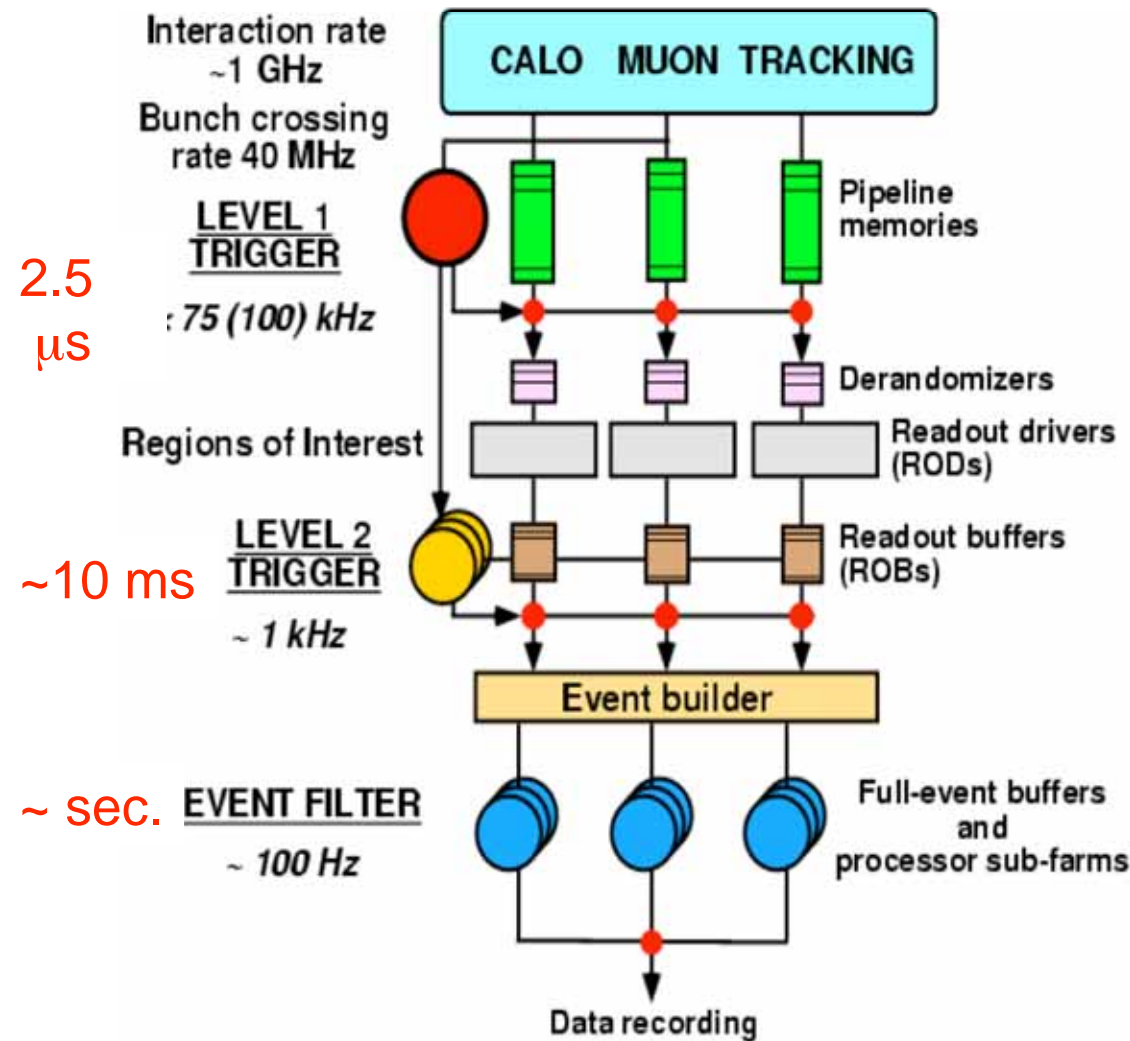 Interaction rate
~1 GHz
CALO MUON TRACKING
Bunch crossing
rate 40 MHz
Pipeline
memories
LEVEL 1
TRIGGER
2.5
μs
75 (100) kHz
Derandomizers
Regions of Interest
Readout drivers
(RODs)
LEVEL 2
TRIGGER
~10 ms
~ 1 kHz
Readout buffers
(ROBs)
Event builder
~ sec.
EVENT FILTER
~ 100 Hz
Full-event buffers
and
processor sub-farms
Data recording